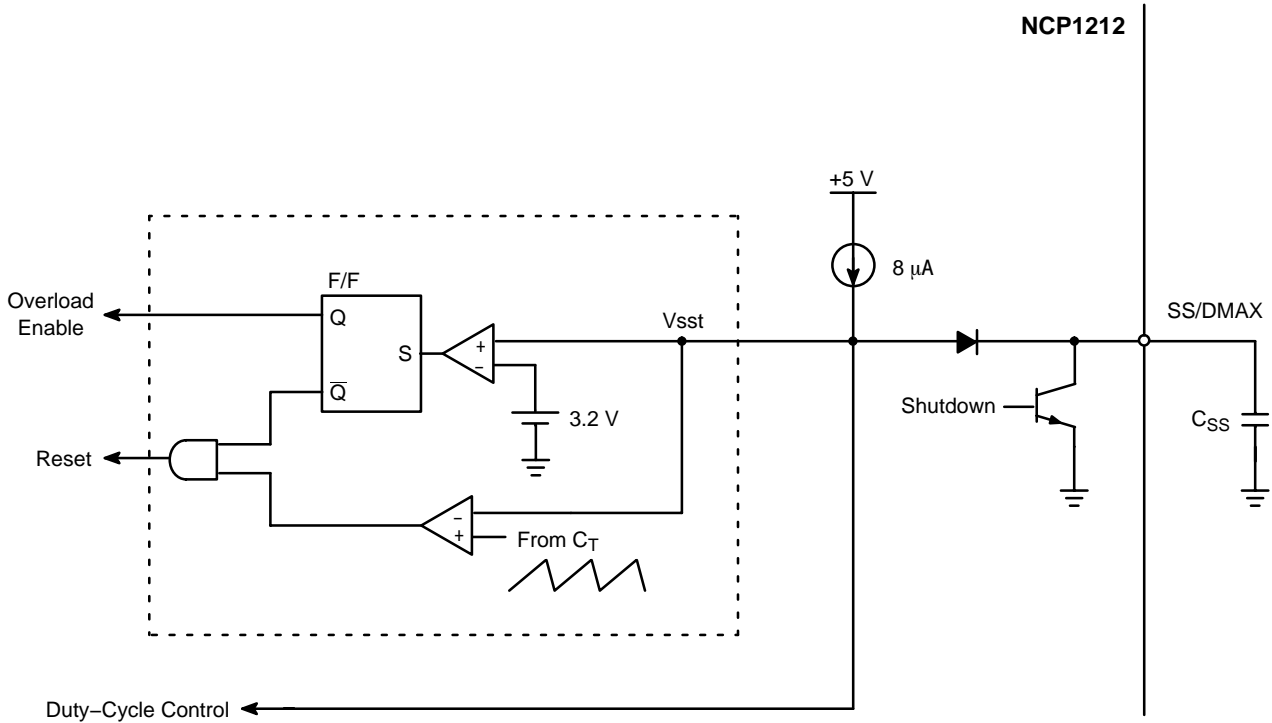 NCP1212
+5 V
8 μA
F/F
Overload
Enable
Q
S
+
−
Vsst
SS/DMAX
Q̅
3.2 V
Shutdown
CSS
Reset
−
+
From CT
Duty−Cycle Control